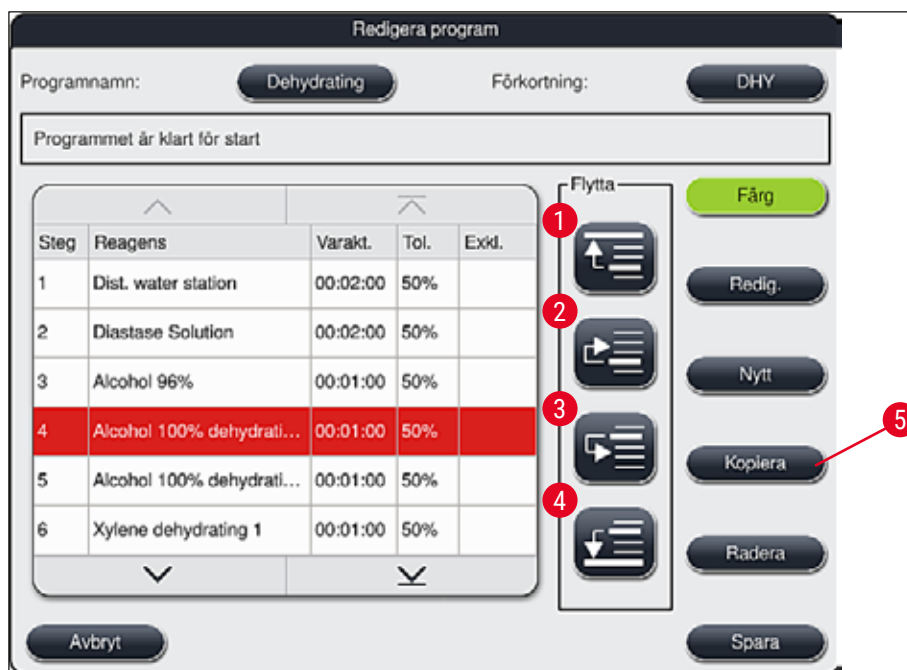 Redigera program
Programnamn: Dehydrating Förkortning: DHY
Programmet är klart för start
Flytta
Färg
Steg Reagens Varakt. Tol. Exkl.
1
1 Dist. water station 00:02:00 50%
Redig.
2
2 Diastase Solution 00:02:00 50%
3 Alcohol 96% 00:01:00 50%
Nytt
3
4 Alcohol 100% dehydrati... 00:01:00 50%
5
Kopiera
5 Alcohol 100% dehydrati... 00:01:00 50%
4
6 Xylene dehydrating 1 00:01:00 50%
Radera
Avbryt Spara